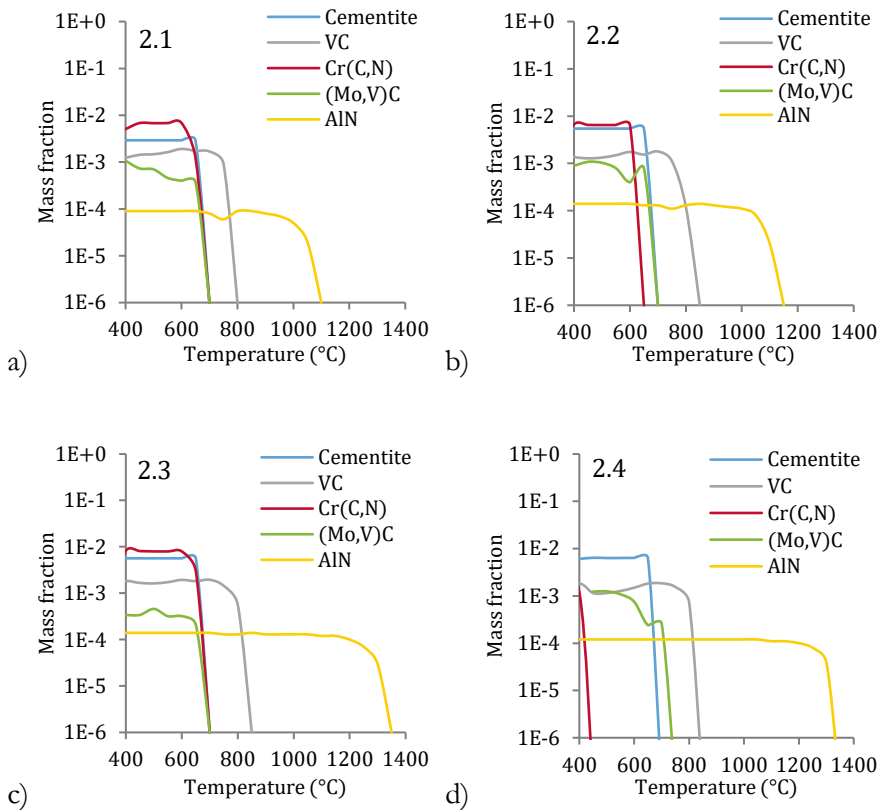 2.1
Cementite
VC
Cr(C,N)
(Mo,V)C
AlN
Mass fraction
1E+0
1E-1
1E-2
1E-3
1E-4
1E-5
1E-6
400 600 800 1000 1200 1400
Temperature (°C)
a)
2.2
Cementite
VC
Cr(C,N)
(Mo,V)C
AlN
Mass fraction
1E+0
1E-1
1E-2
1E-3
1E-4
1E-5
1E-6
400 600 800 1000 1200 1400
Temperature (°C)
b)
2.3
Cementite
VC
Cr(C,N)
(Mo,V)C
AlN
Mass fraction
1E+0
1E-1
1E-2
1E-3
1E-4
1E-5
1E-6
400 600 800 1000 1200 1400
Temperature (°C)
c)
2.4
Cementite
VC
Cr(C,N)
(Mo,V)C
AlN
Mass fraction
1E+0
1E-1
1E-2
1E-3
1E-4
1E-5
1E-6
400 600 800 1000 1200 1400
Temperature (°C)
d)